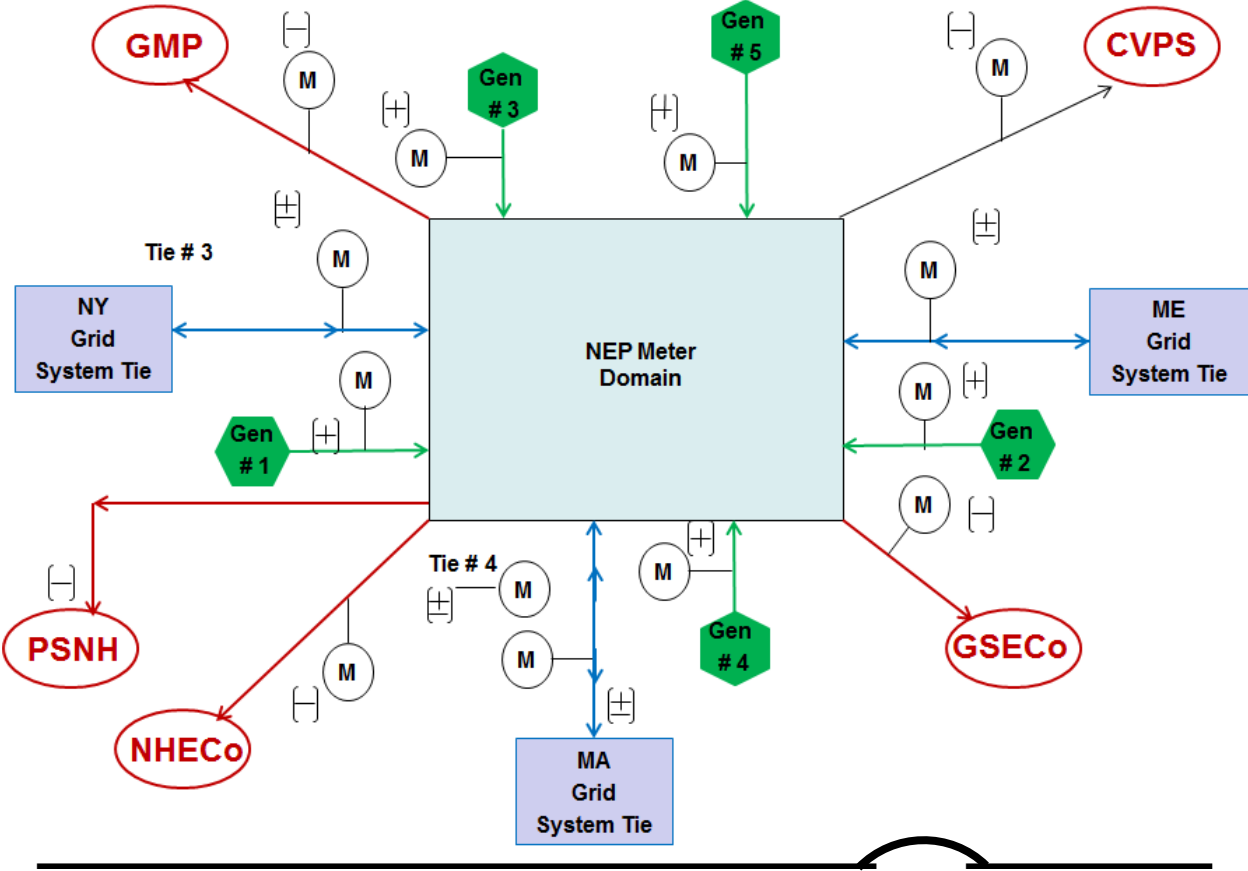 GMP
[−]
M
[+]
M
Gen
# 3
Gen
# 5
[+]
M
[−]
M
CVPS
[±]
Tie # 3
M
NY
Grid
System Tie
NEP Meter
Domain
[±]
M
ME
Grid
System Tie
M
[+]
Gen
# 1
M
[+]
Gen
# 2
M
[−]
[−]
PSNH
M
[−]
NHECo
Tie # 4
[±]
M
M
[±]
MA
Grid
System Tie
[+]
M
Gen
# 4
GSECo